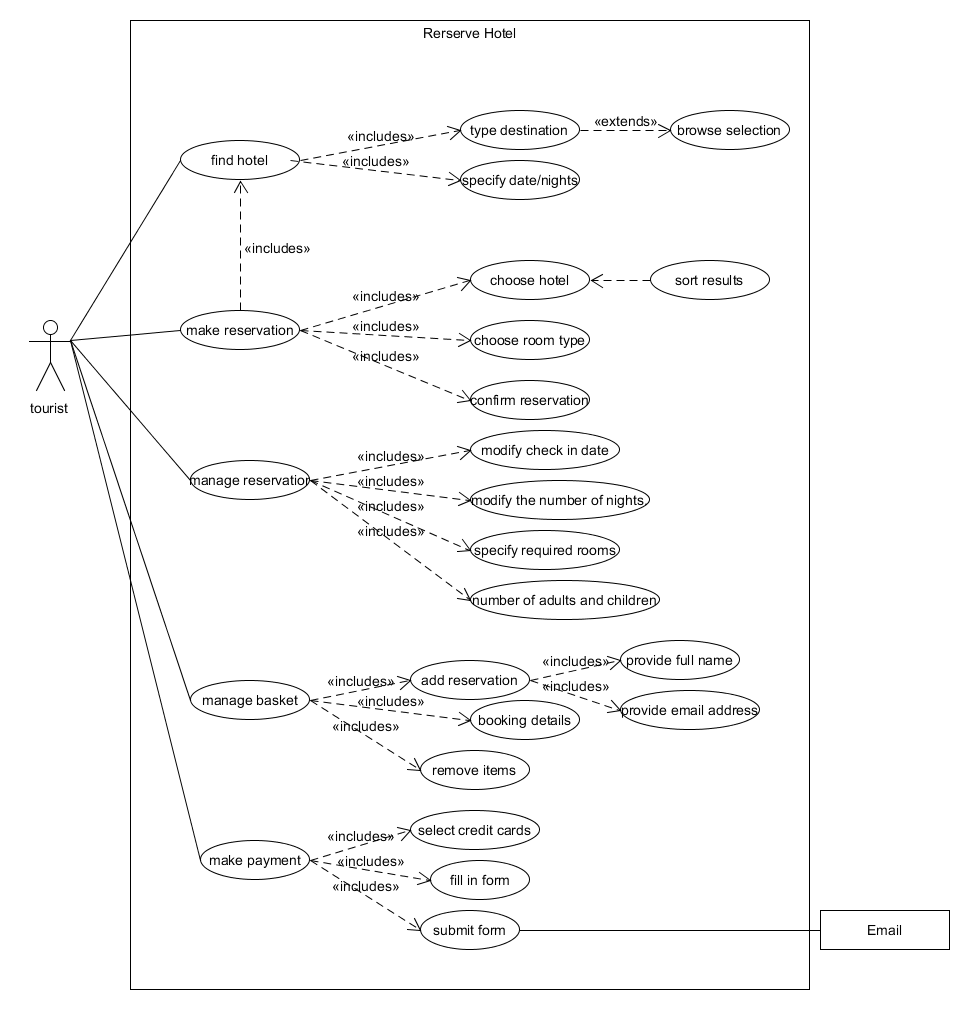 Rerserve Hotel
«includes»
type destination
«extends»
browse selection
find hotel
«includes»
specify date/nights
«includes»
«includes»
choose hotel
sort results
make reservation
«includes»
choose room type
«includes»
confirm reservation
tourist
«includes»
modify check in date
manage reservation
«includes»
modify the number of nights
«includes»
specify required rooms
«includes»
number of adults and children
«includes»
add reservation
«includes»
provide full name
«includes»
provide email address
manage basket
«includes»
booking details
«includes»
remove items
«includes»
select credit cards
make payment
«includes»
fill in form
«includes»
submit form
Email